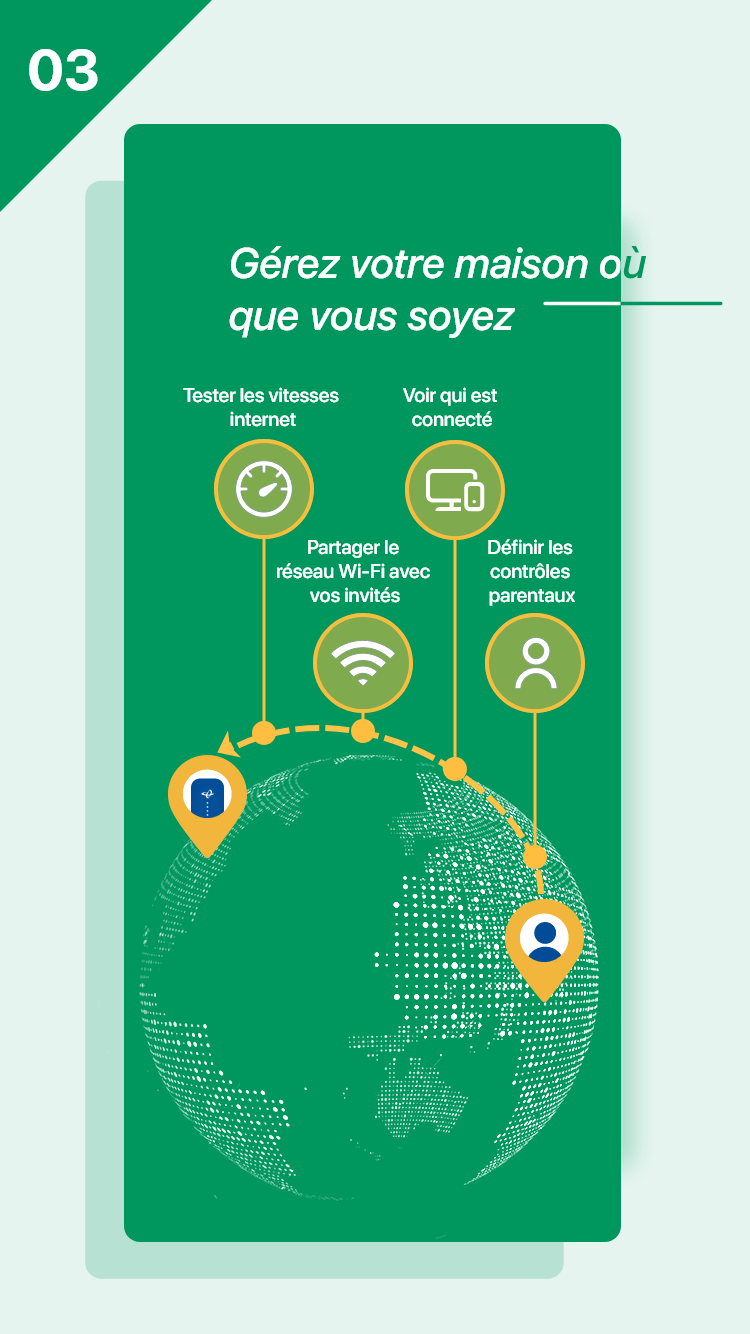 03
Gérez votre maison où
que vous soyez
Tester les vitesses
internet
Voir qui est
connecté
Partager le
réseau Wi-Fi avec
vos invités
Définir les
contrôles
parentaux